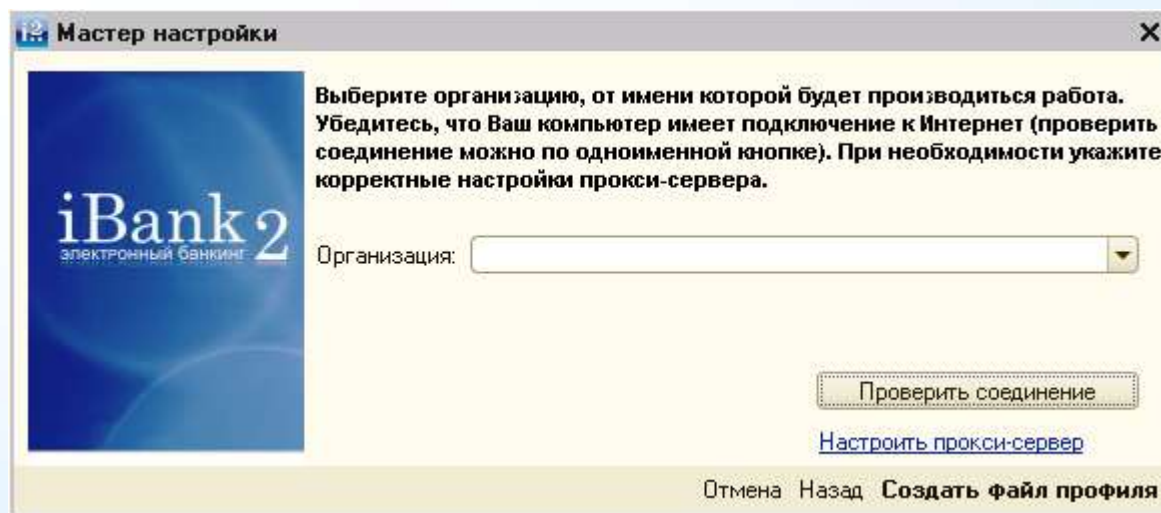 Мастер настройки
Выберите организацию, от имени которой будет производиться работа.
Убедитесь, что Ваш компьютер имеет подключение к Интернет (проверить
соединение можно по одноименной кнопке). При необходимости укажите
корректные настройки прокси-сервера.
iBank 2
электронный банкинг
Организация:
Проверить соединение
Настроить прокси-сервер
Отмена Назад Создать файл профиля